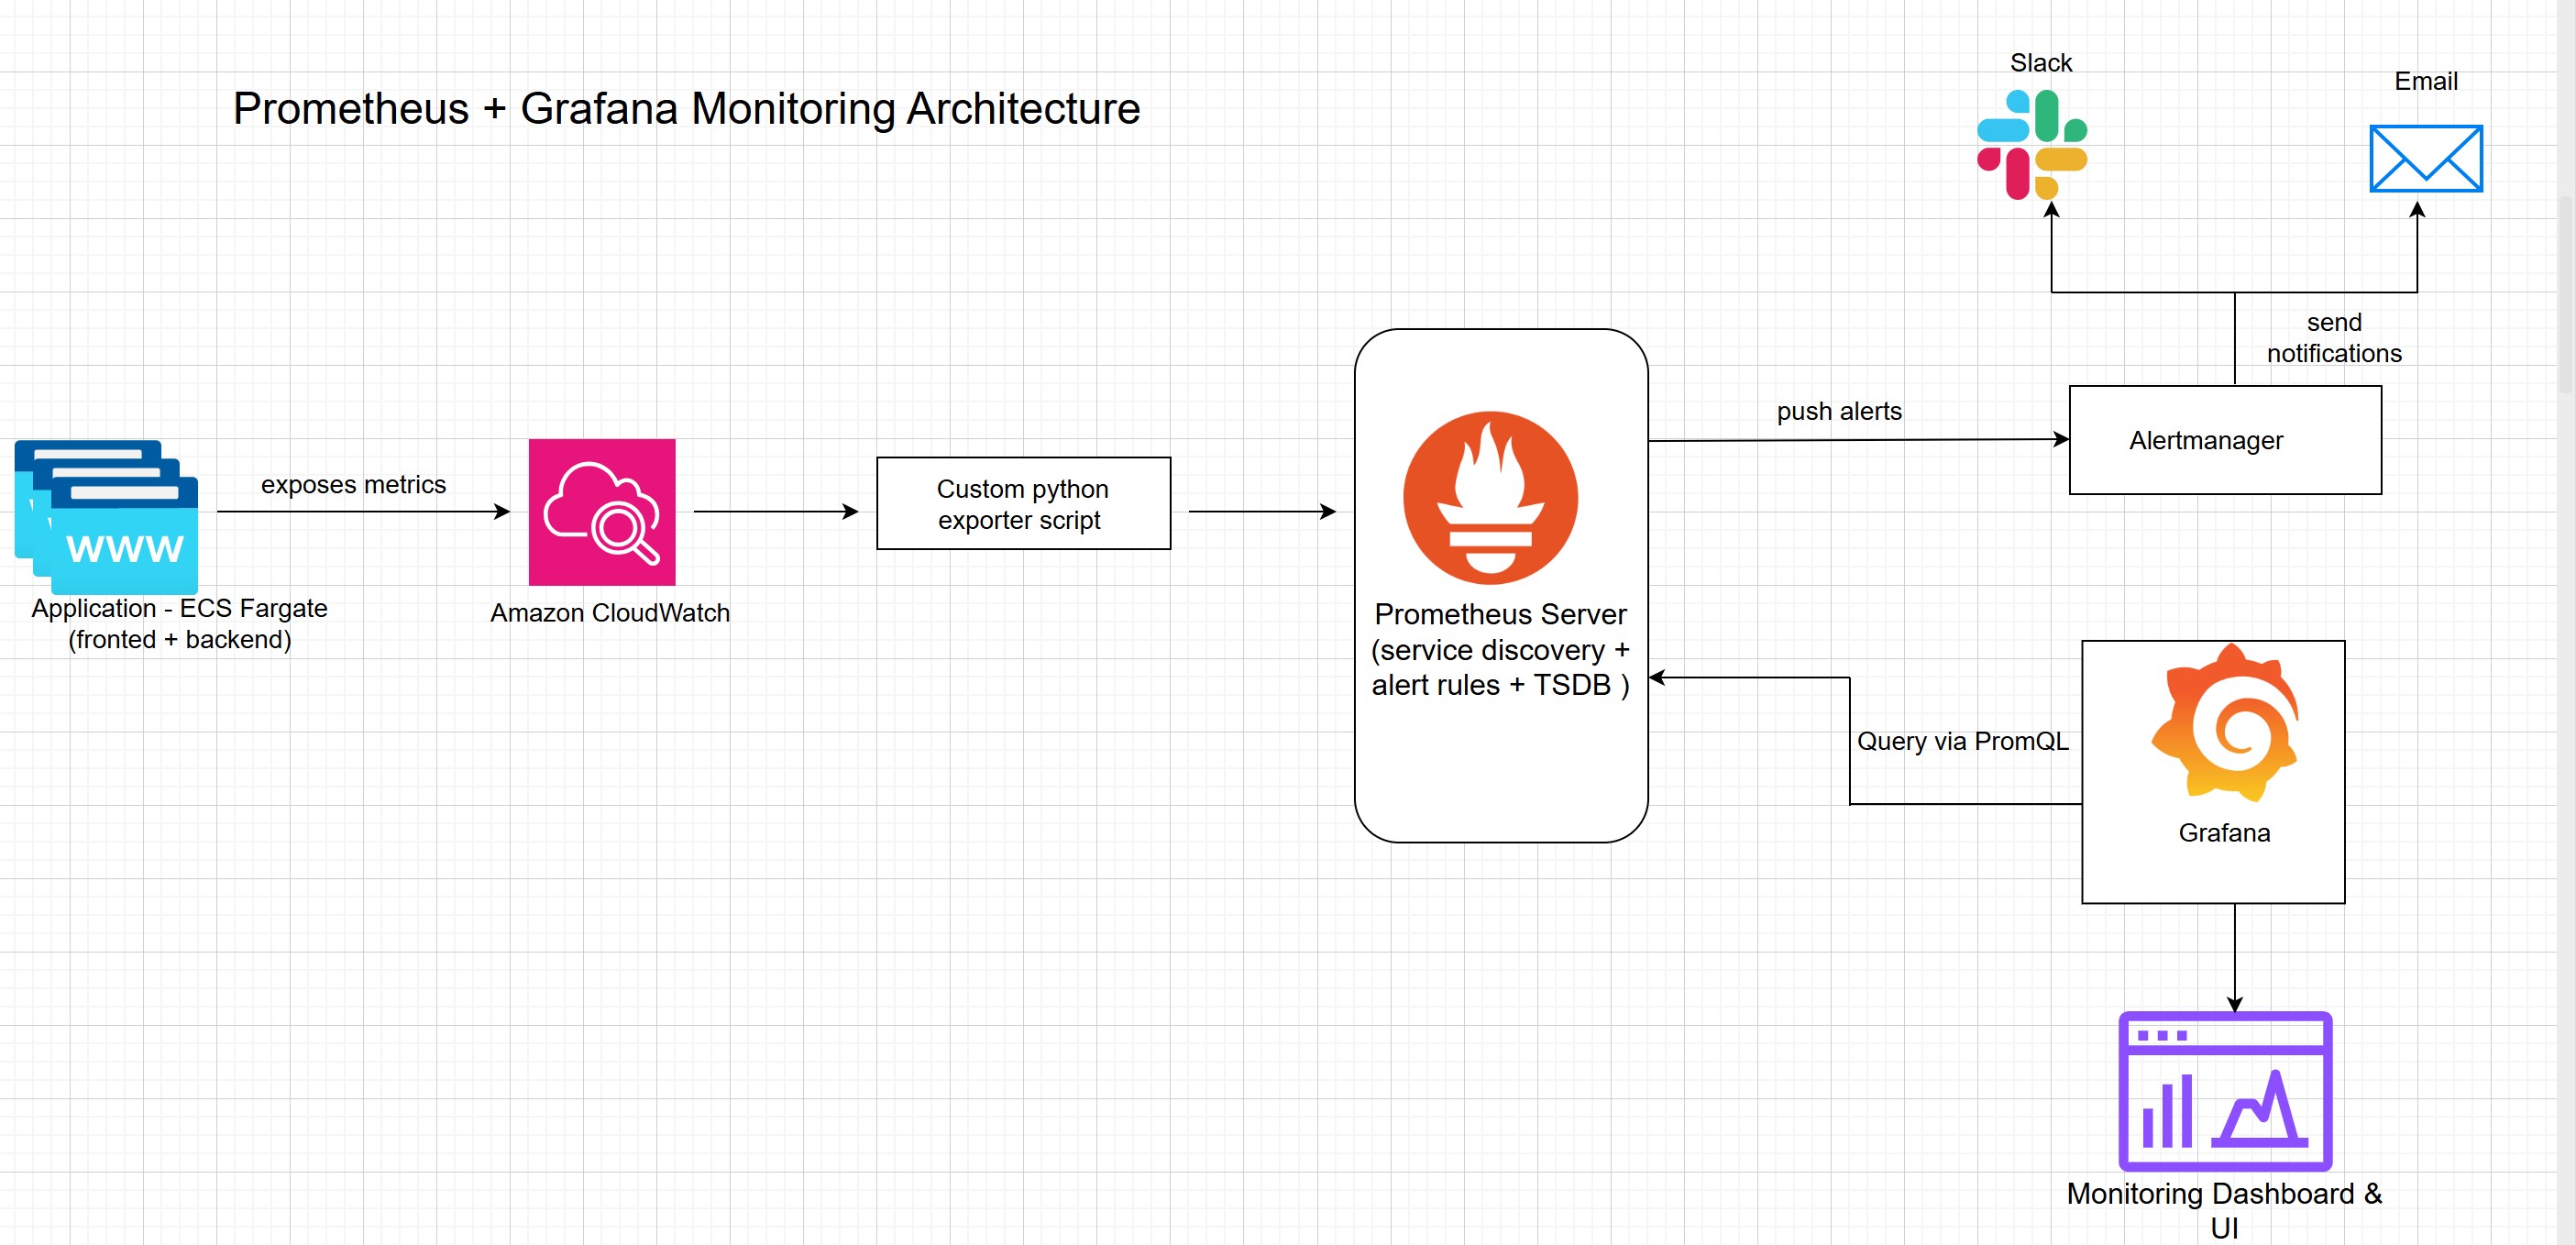 Prometheus + Grafana Monitoring Architecture
Slack
Email
send
notifications
push alerts
Alertmanager
exposes metrics
Custom python
exporter script
www
Application - ECS Fargate
(fronted + backend)
Amazon CloudWatch
Prometheus Server
(service discovery +
alert rules + TSDB )
Query via PromQL
Grafana
Monitoring Dashboard &
UI